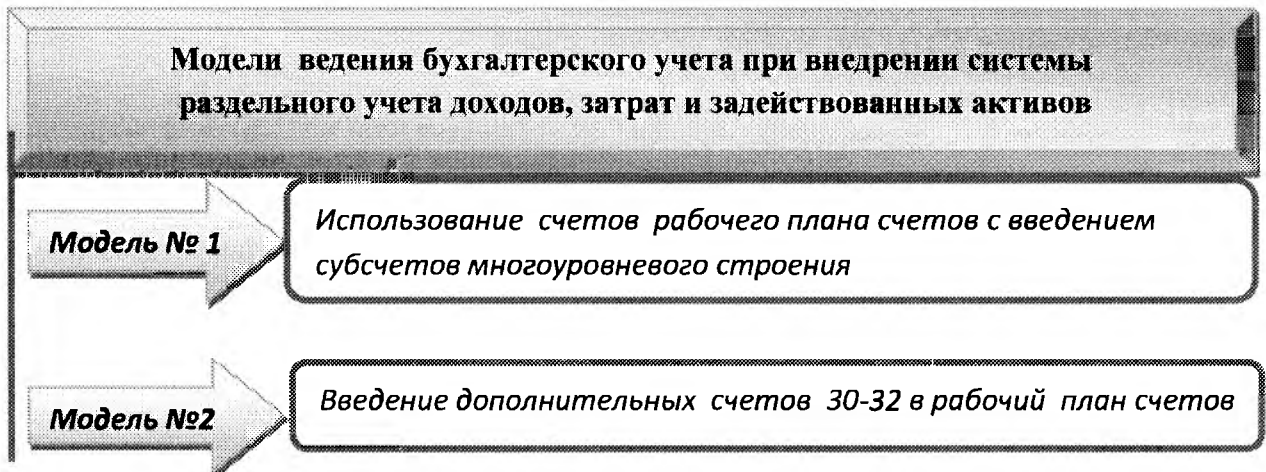 Модели ведения бухгалтерского учета при внедрении системы
раздельного учета доходов, затрат и задействованных активов
Модель № 1
Использование счетов рабочего плана счетов с введением
субсчетов многоуровневого строения
Модель №2
Введение дополнительных счетов 30-32 в рабочий план счетов